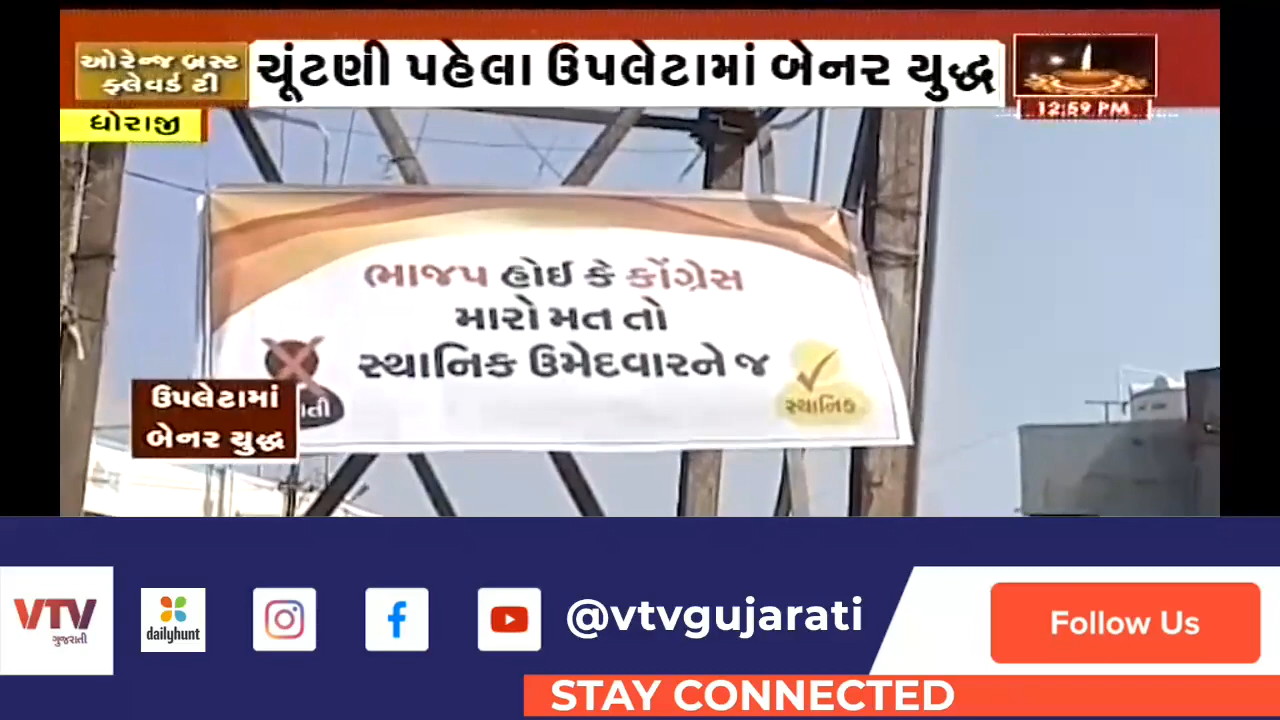 ઓરેન્જ બ્રસ્ટ
ફ્લેવર્ડ ટી
ચૂંટણી પહેલા ઉપલેટામાં બેનર યુદ્ધ
12:59 PM
ધોરાજી
ભાજપ હોઈ કે કોંગ્રેસ
મારો મત તો
સ્થાનિક ઉમેદવારને જ
સ્થાનિક
ઉપલેટામાં
બેનર યુદ્ધ
VTV
ગુજરાતી
dailyhunt
@vtvgujarati
Follow Us
STAY CONNECTED